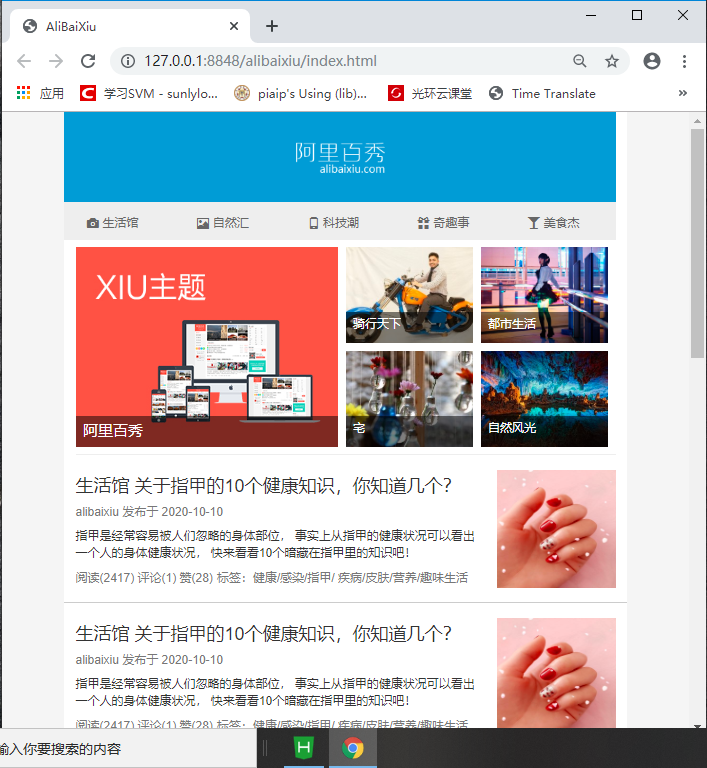 AliBaiXiu
127.0.0.1:8848/alibaixiu/index.html
应用 学习SVM - sunlylo... piaip's Using (lib)... 光环云课堂 Time Translate »
阿里百秀
alibaixiu.com
生活馆 自然汇 科技潮 奇趣事 美食杰
XIU主题
阿里百秀
骑行天下
都市生活
宅
自然风光
生活馆 关于指甲的10个健康知识，你知道几个？
alibaixiu 发布于 2020-10-10
指甲是经常容易被人们忽略的身体部位， 事实上从指甲的健康状况可以看出
一个人的身体健康状况， 快来看看10个暗藏在指甲里的知识吧！
阅读(2417) 评论(1) 赞(28) 标签：健康/感染/指甲/ 疾病/皮肤/营养/趣味生活
生活馆 关于指甲的10个健康知识，你知道几个？
alibaixiu 发布于 2020-10-10
指甲是经常容易被人们忽略的身体部位， 事实上从指甲的健康状况可以看出
一个人的身体健康状况， 快来看看10个暗藏在指甲里的知识吧！
阅读(2417) 评论(1) 赞(28) 标签：健康/感染/指甲/ 疾病/皮肤/营养/趣味生活
输入你要搜索的内容